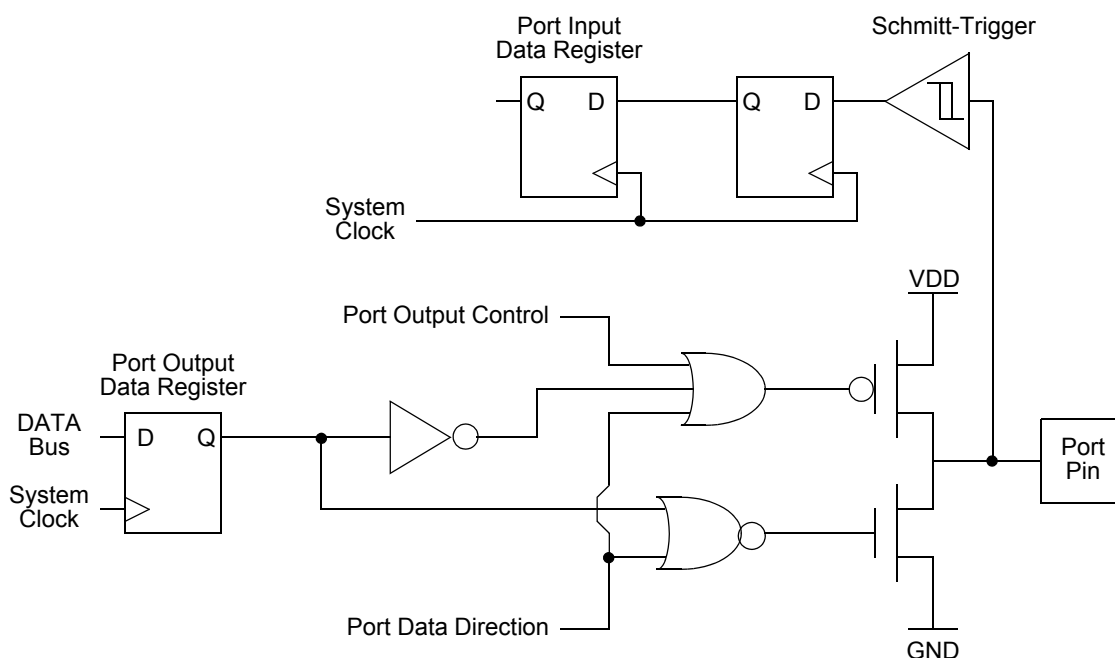 Port Input
Data Register
Schmitt-Trigger
Q D
Q D
System
Clock
VDD
Port Output Control
Port Output
Data Register
DATA
Bus
D Q
System
Clock
Port
Pin
Port Data Direction
GND